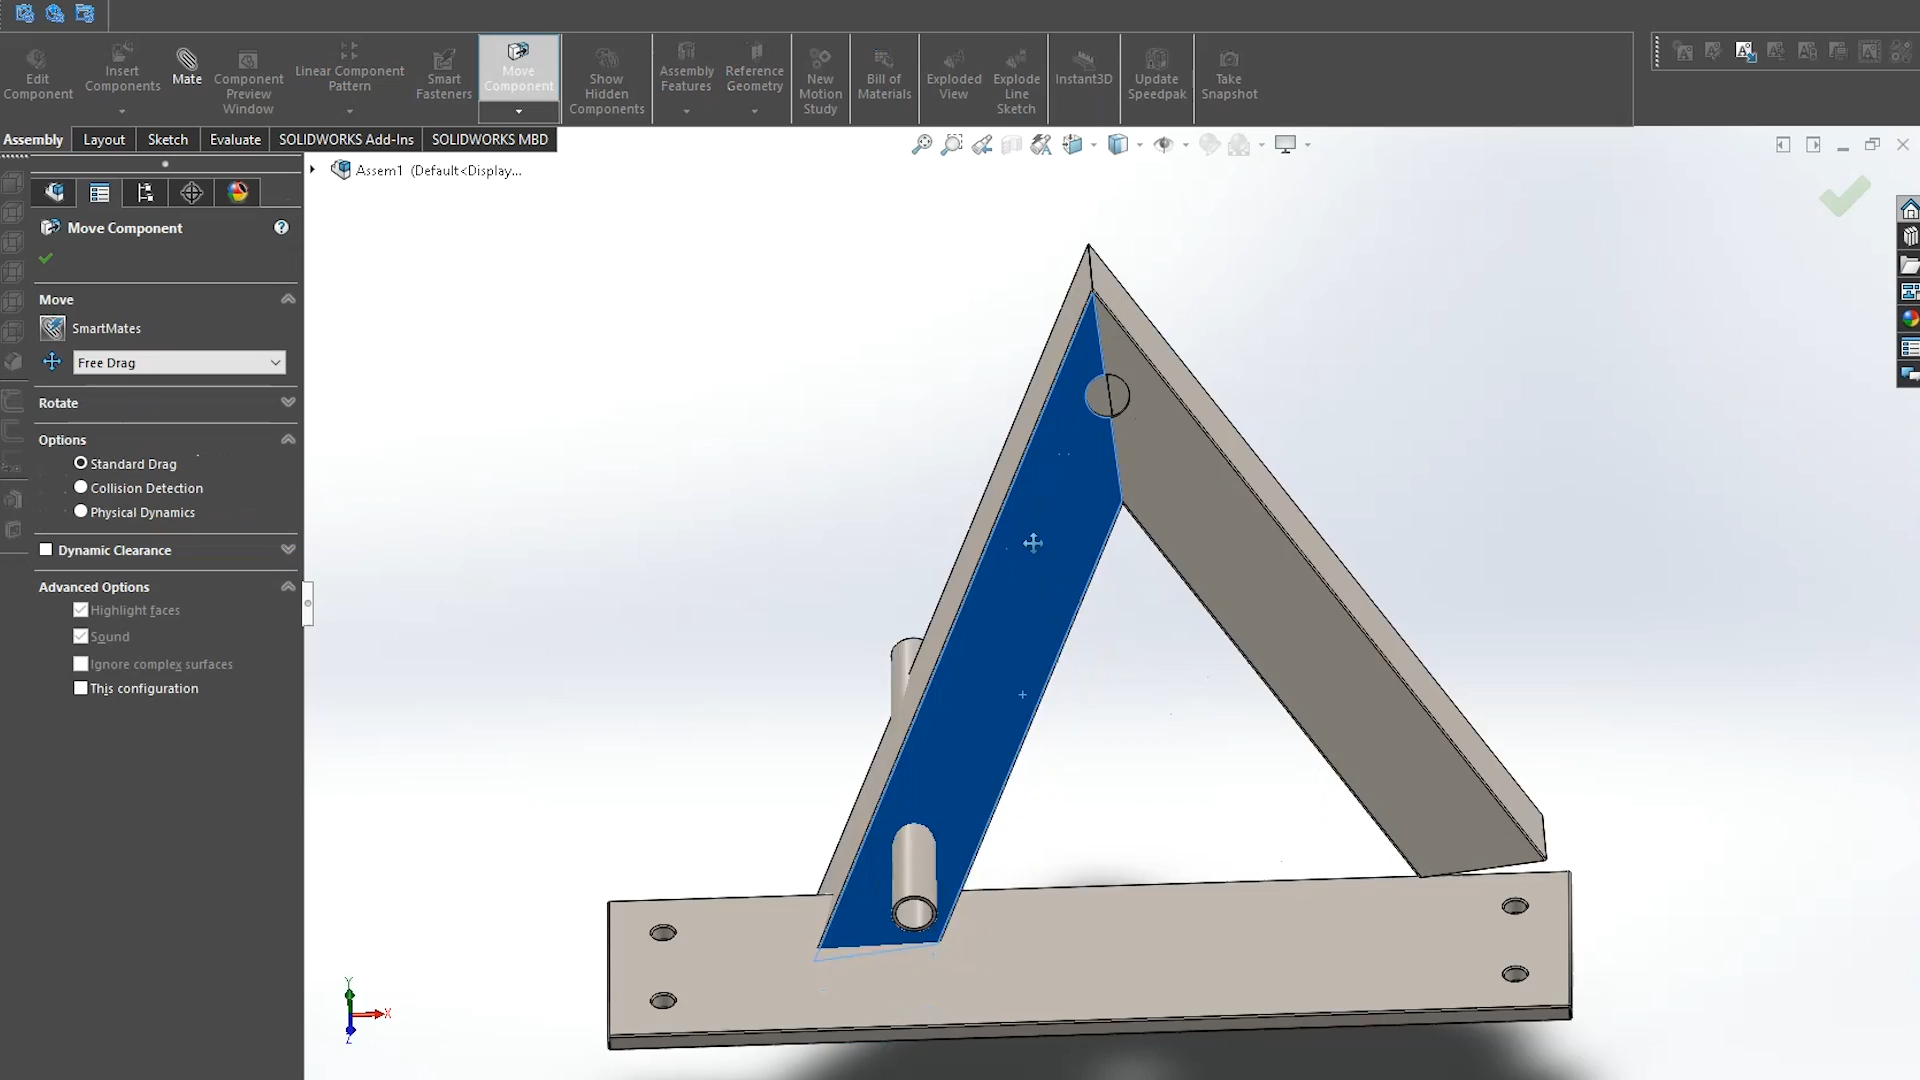 Edit
Component
Insert
Components
Mate
Component
Preview
Window
Linear Component
Pattern
Smart
Fasteners
Move
Component
Show
Hidden
Components
Assembly
Features
Reference
Geometry
New
Motion
Study
Bill of
Materials
Exploded
View
Explode
Line
Sketch
Instant3D
Update
Speedpak
Take
Snapshot
Assembly
Layout
Sketch
Evaluate
SOLIDWORKS Add-Ins
SOLIDWORKS MBD
Assem1 (Default<Display...
Move Component
Move
SmartMates
Free Drag
Rotate
Options
Standard Drag
Collision Detection
Physical Dynamics
Dynamic Clearance
Advanced Options
Highlight faces
Sound
Ignore complex surfaces
This configuration
Y
X
Z